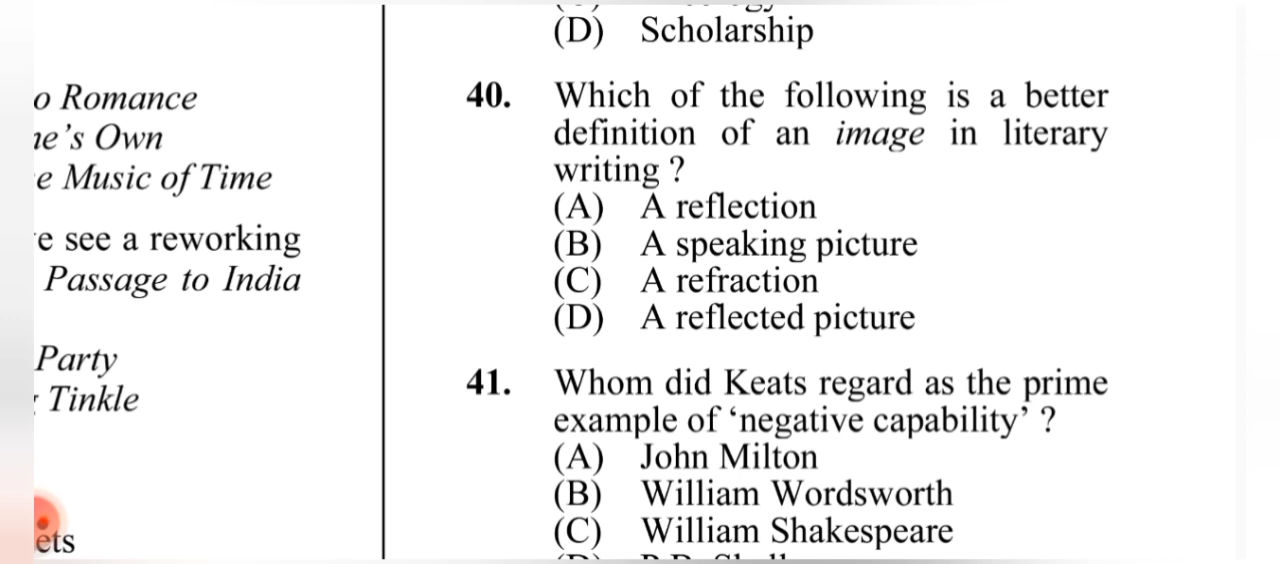 o Romance
e's Own
e Music of Time
e see a reworking
Passage to India
Party
Tinkle
ets
(D) Scholarship
40. Which of the following is a better
definition of an image in literary
writing ?
(A) A reflection
(B) A speaking picture
(C) A refraction
(D) A reflected picture
41. Whom did Keats regard as the prime
example of ‘negative capability’ ?
(A) John Milton
(B) William Wordsworth
(C) William Shakespeare